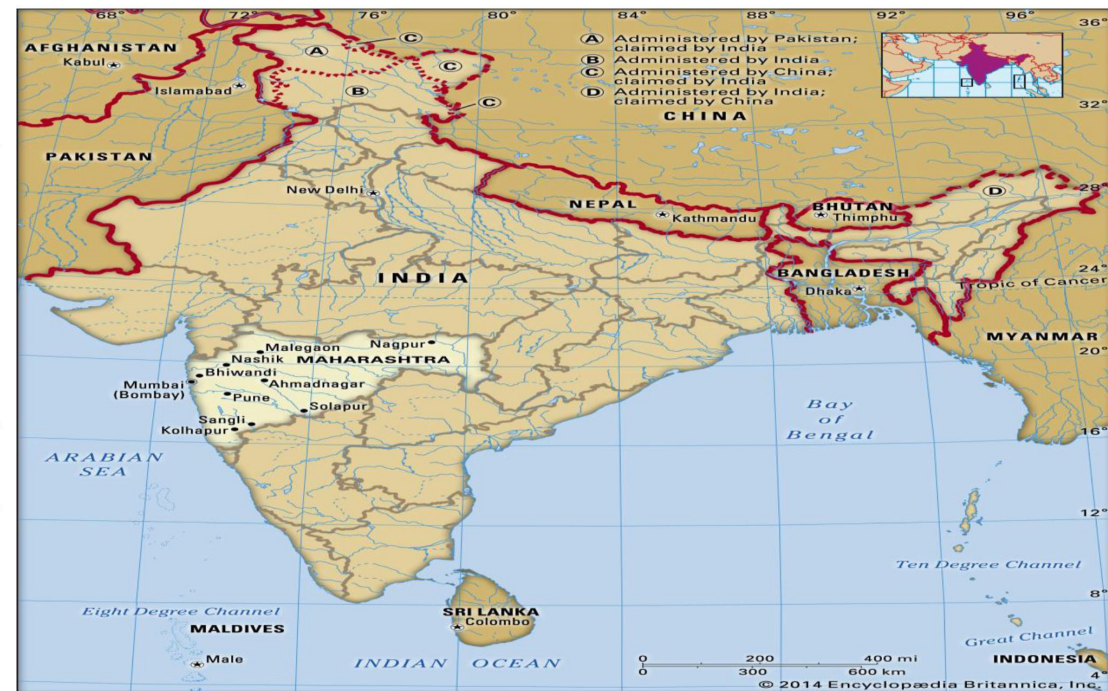 68°
72°
76°
80°
84°
88°
92°
96°
36°
AFGHANISTAN
Kabul
Islamabad
PAKISTAN
A
C
C
B
C
A Administered by Pakistan;
claimed by India
B Administered by India
C Administered by China;
claimed by India
D Administered by India;
claimed by China
32°
CHINA
New Delhi
NEPAL
Kathmandu
BHUTAN
Thimphu
D
28°
INDIA
BANGLADESH
Dhaka
24°
Tropic of Cancer
MYANMAR
20°
Malegaon
Nagpur
Nashik
MAHARASHTRA
Bhiwandi
Mumbai
(Bombay)
Ahmadnagar
Pune
Solapur
Sangli
Kolhapur
Bay
of
Bengal
16°
ARABIAN
SEA
12°
Ten Degree Channel
8°
Eight Degree Channel
MALDIVES
Male
SRI LANKA
Colombo
INDIAN OCEAN
Great Channel
INDONESIA
4°
0 200 400 mi
0 300 600 km
© 2014 Encyclopædia Britannica, Inc.